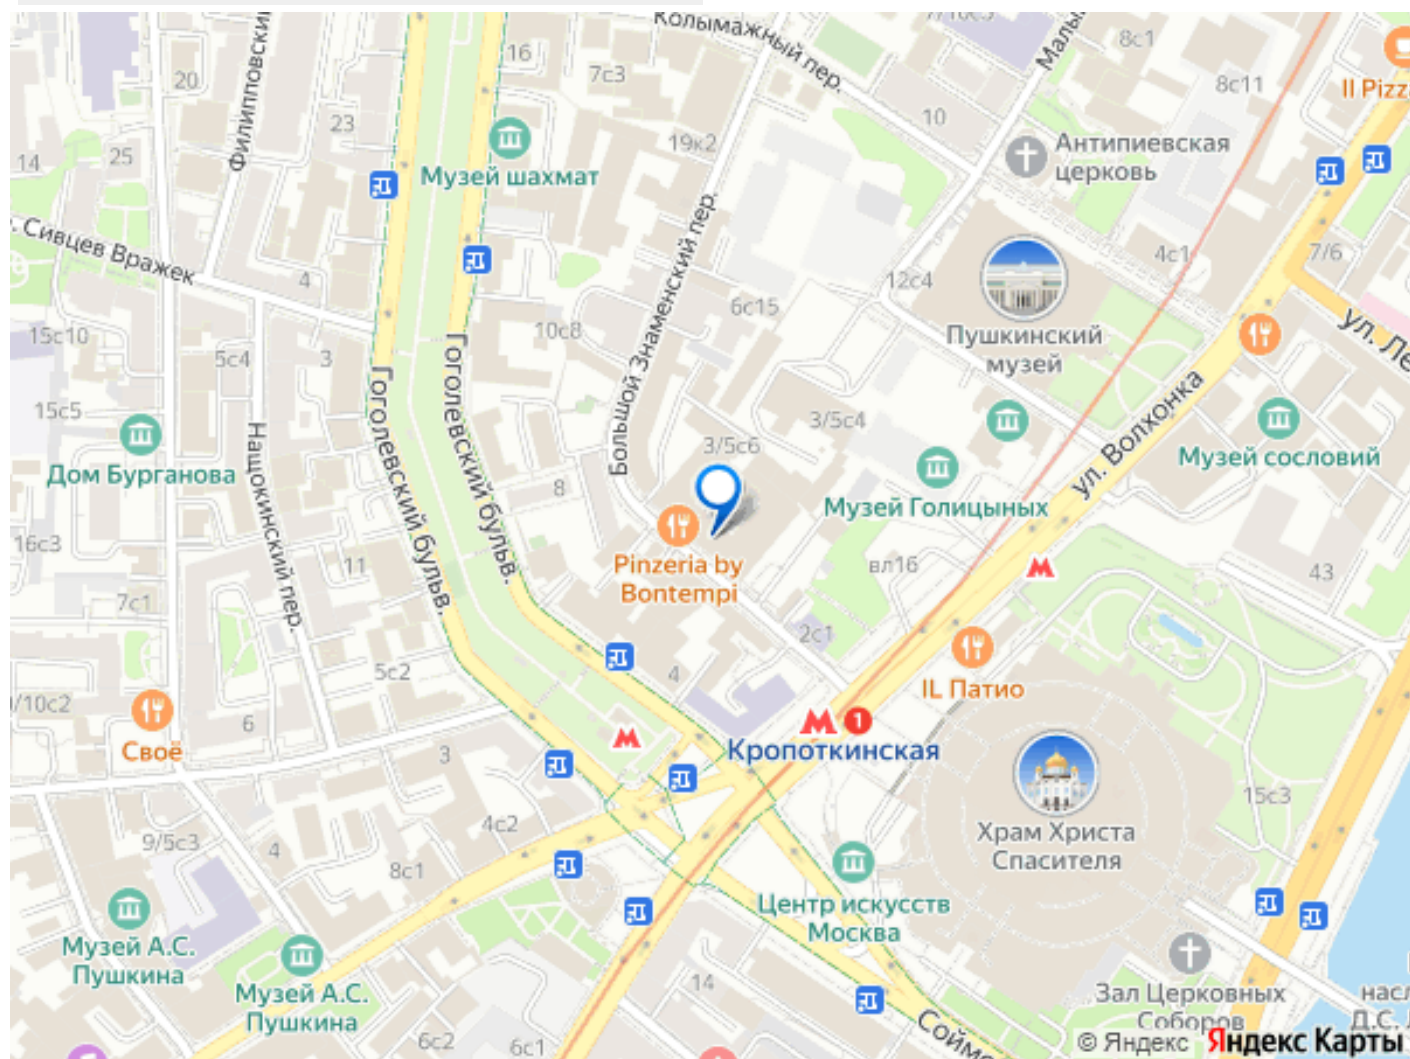 Колымажный пер.
16
7с3
8с1
8с11
Il Pizz
20
Филипповский
23
10
19к2
Антипиевская
церковь
14
25
Музей шахмат
Сивцев Вражек
4
Большой Знаменский пер.
4с1
7/6
12с4
6с15
15с10
10с8
Пушкинский
музей
5с4
3
Гоголевский бульв.
Гоголевский бульв.
ул. Волхонка
15с5
3/5с4
3/5с6
Дом Бурганова
Нащокинский пер.
Музей сословий
Музей Голицыных
8
16с3
11
Pinzeria by
Bontempi
вл16
43
7с1
2с1
5с2
4
IL Патио
6
Своё
3
1
Кропоткинская
15с3
Храм Христа
Спасителя
9/5с3
4
4с2
8с1
Центр искусств
Москва
Музей А.С.
Пушкина
Музей А.С.
Пушкина
14
Зал Церковных
Соборов
6с2
6с1
© Яндекс Яндекс Карты